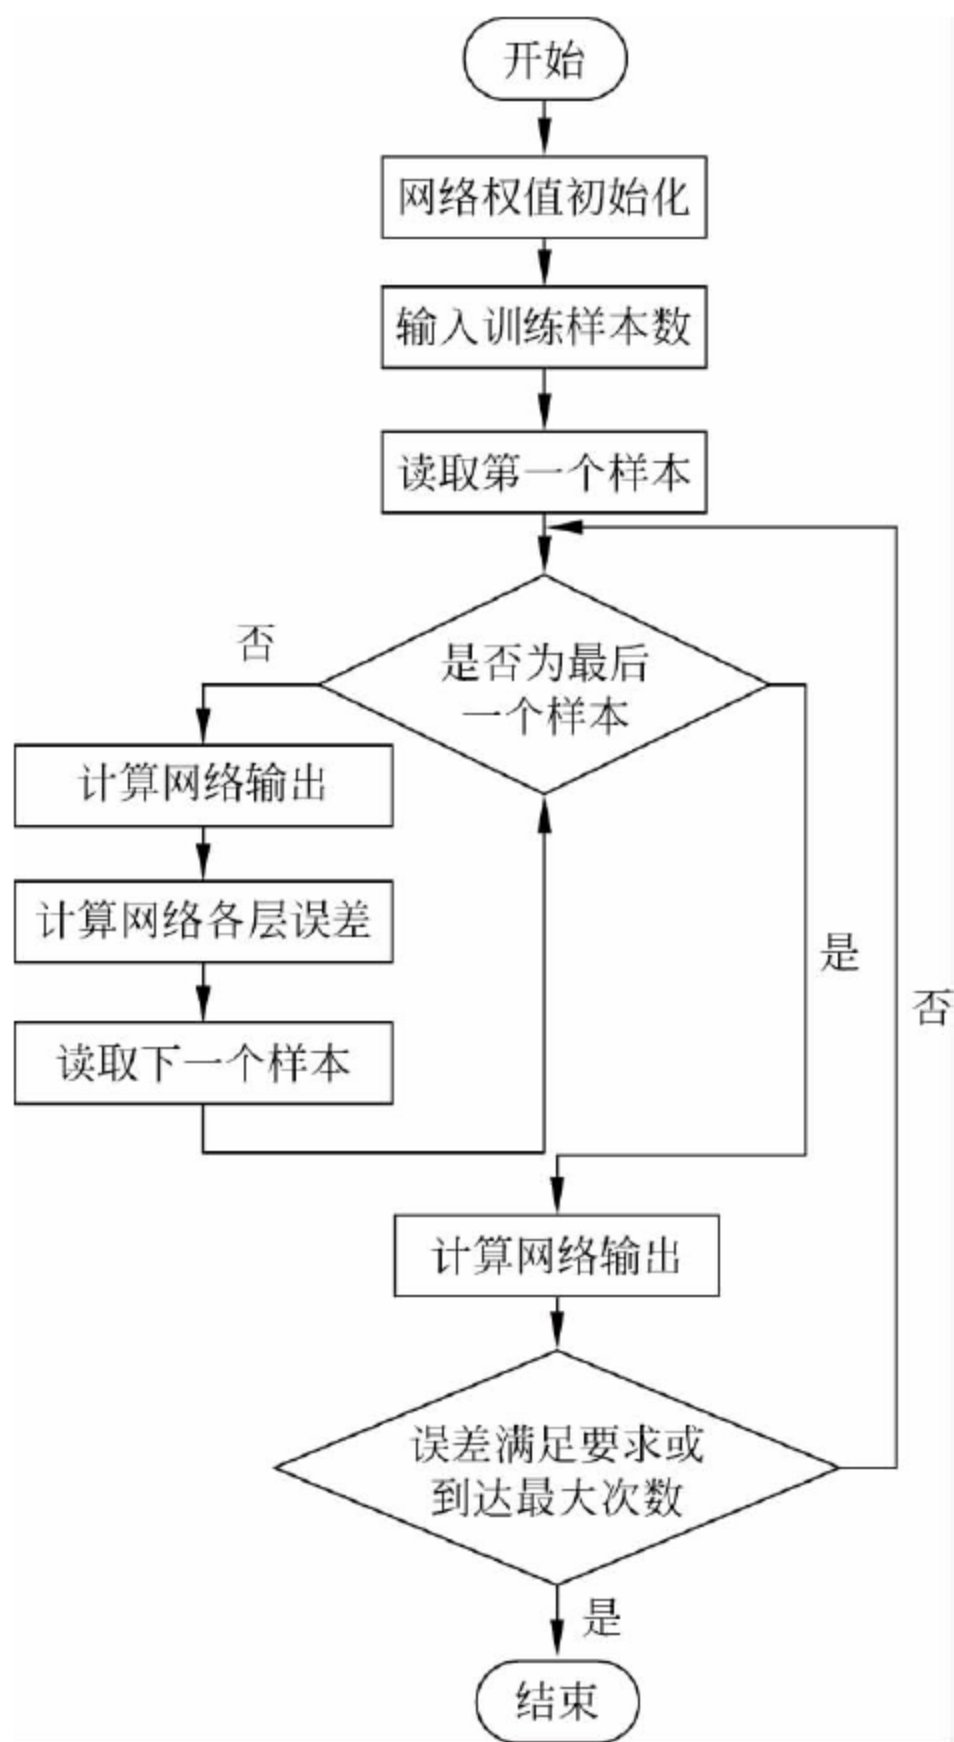 开始
网络权值初始化
输入训练样本数
读取第一个样本
否
是否为最后
一个样本
计算网络输出
计算网络各层误差
读取下一个样本
是
否
计算网络输出
误差满足要求或
到达最大次数
是
结束